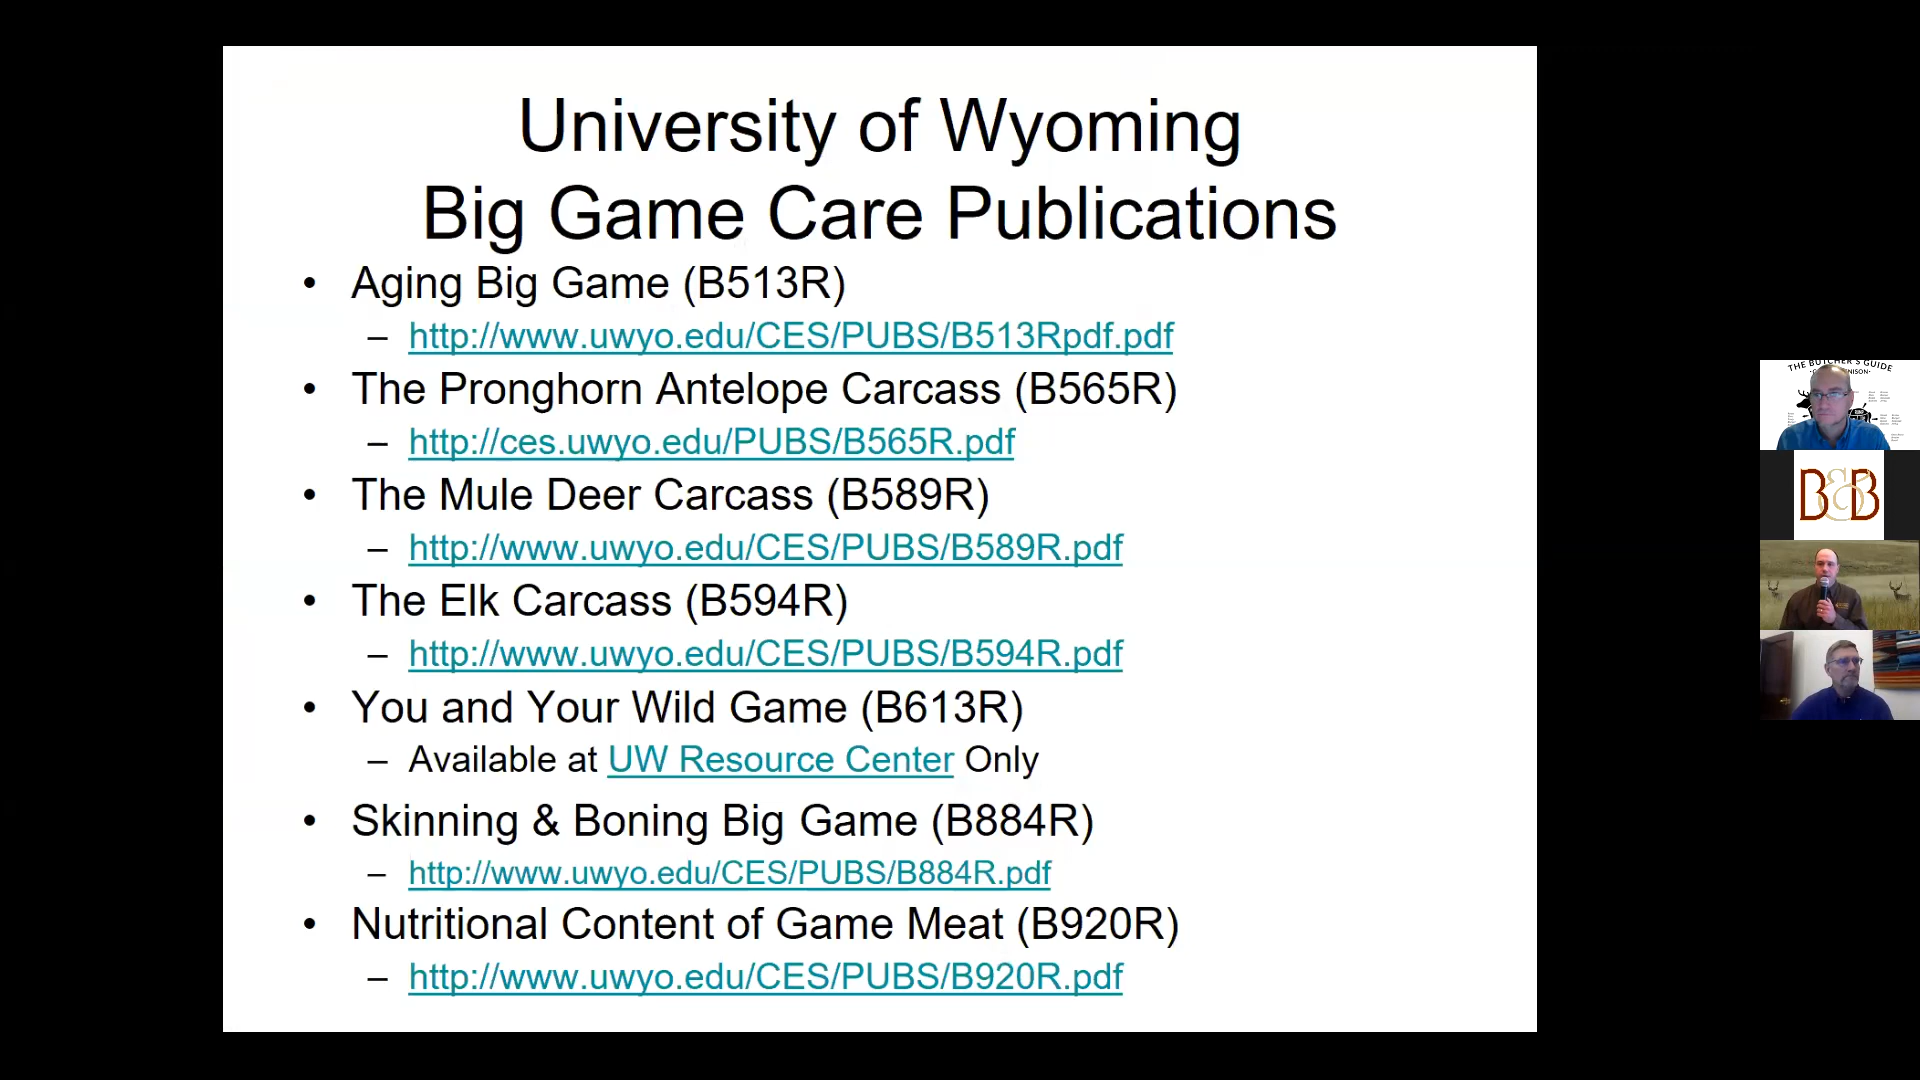 University of Wyoming
Big Game Care Publications
• Aging Big Game (B513R)
– http://www.uwyo.edu/CES/PUBS/B513Rpdf.pdf
• The Pronghorn Antelope Carcass (B565R)
– http://ces.uwyo.edu/PUBS/B565R.pdf
• The Mule Deer Carcass (B589R)
– http://www.uwyo.edu/CES/PUBS/B589R.pdf
• The Elk Carcass (B594R)
– http://www.uwyo.edu/CES/PUBS/B594R.pdf
• You and Your Wild Game (B613R)
– Available at UW Resource Center Only
• Skinning & Boning Big Game (B884R)
– http://www.uwyo.edu/CES/PUBS/B884R.pdf
• Nutritional Content of Game Meat (B920R)
– http://www.uwyo.edu/CES/PUBS/B920R.pdf
THE BUTCHER'S GUIDE
B&B